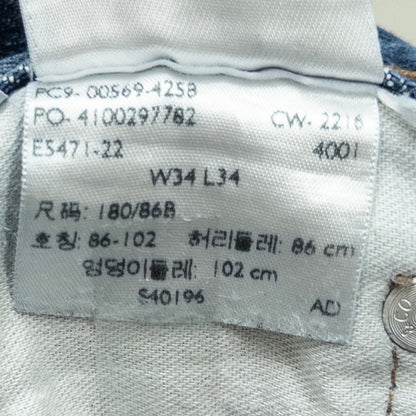 PC9- 00569-4258
PO- 4100297782 CW- 2216
E5471-22 4001
W34 L34
尺 码: 180/86B
호칭: 86-102 허리둘레: 86 cm
엉덩이둘레: 102 cm
S40196 AD